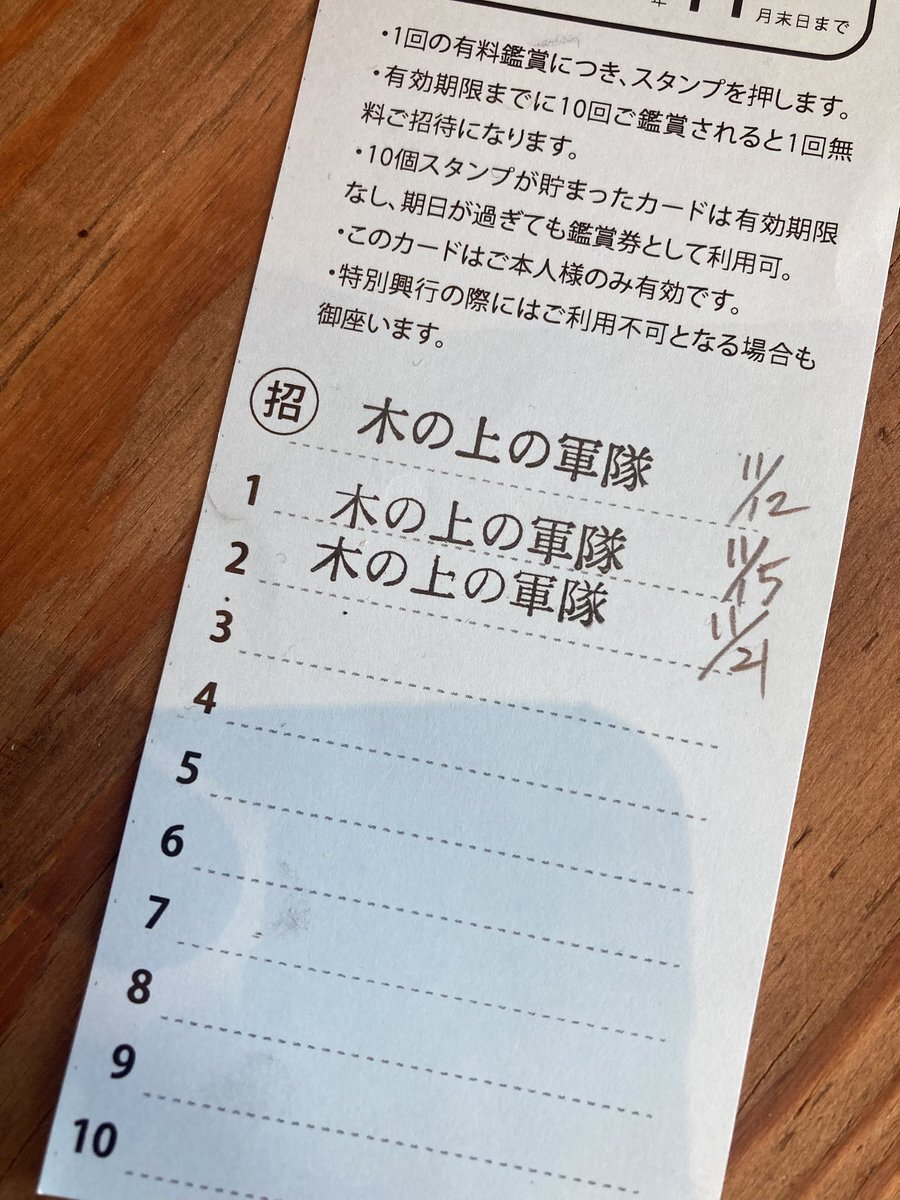 年 11 月末日まで
・1回の有料鑑賞につき、スタンプを押します。
・有効期限までに10回ご鑑賞されると1回無
料ご招待になります。
・10個スタンプが貯まったカードは有効期限
なし、期日が過ぎても鑑賞券として利用可。
・このカードはご本人様のみ有効です。
・特別興行の際にはご利用不可となる場合も
御座います。
招 木の上の軍隊 11/12
1 木の上の軍隊 11/15
2 木の上の軍隊 11/21
3
4
5
6
7
8
9
10